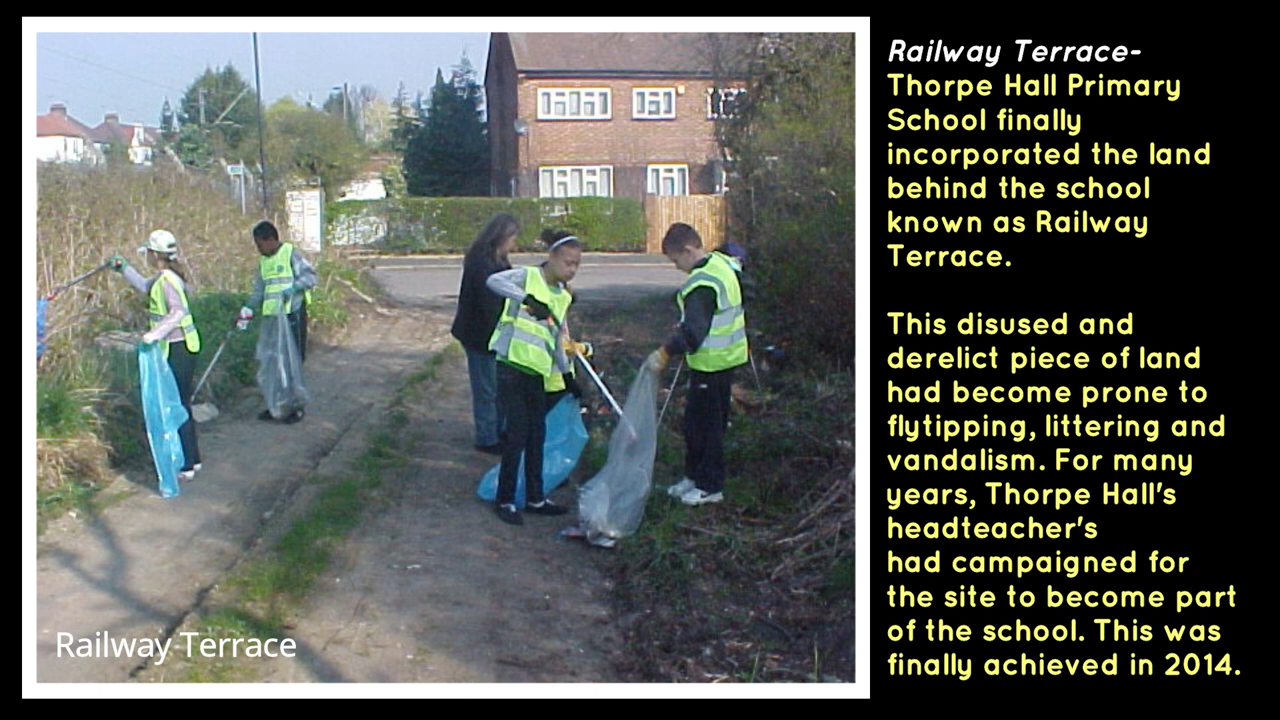 Railway Terrace-
Thorpe Hall Primary
School finally
incorporated the land
behind the school
known as Railway
Terrace.
This disused and
derelict piece of land
had become prone to
flytipping, littering and
vandalism. For many
years, Thorpe Hall's
headteacher's
had campaigned for
the site to become part
of the school. This was
finally achieved in 2014.
Railway Terrace